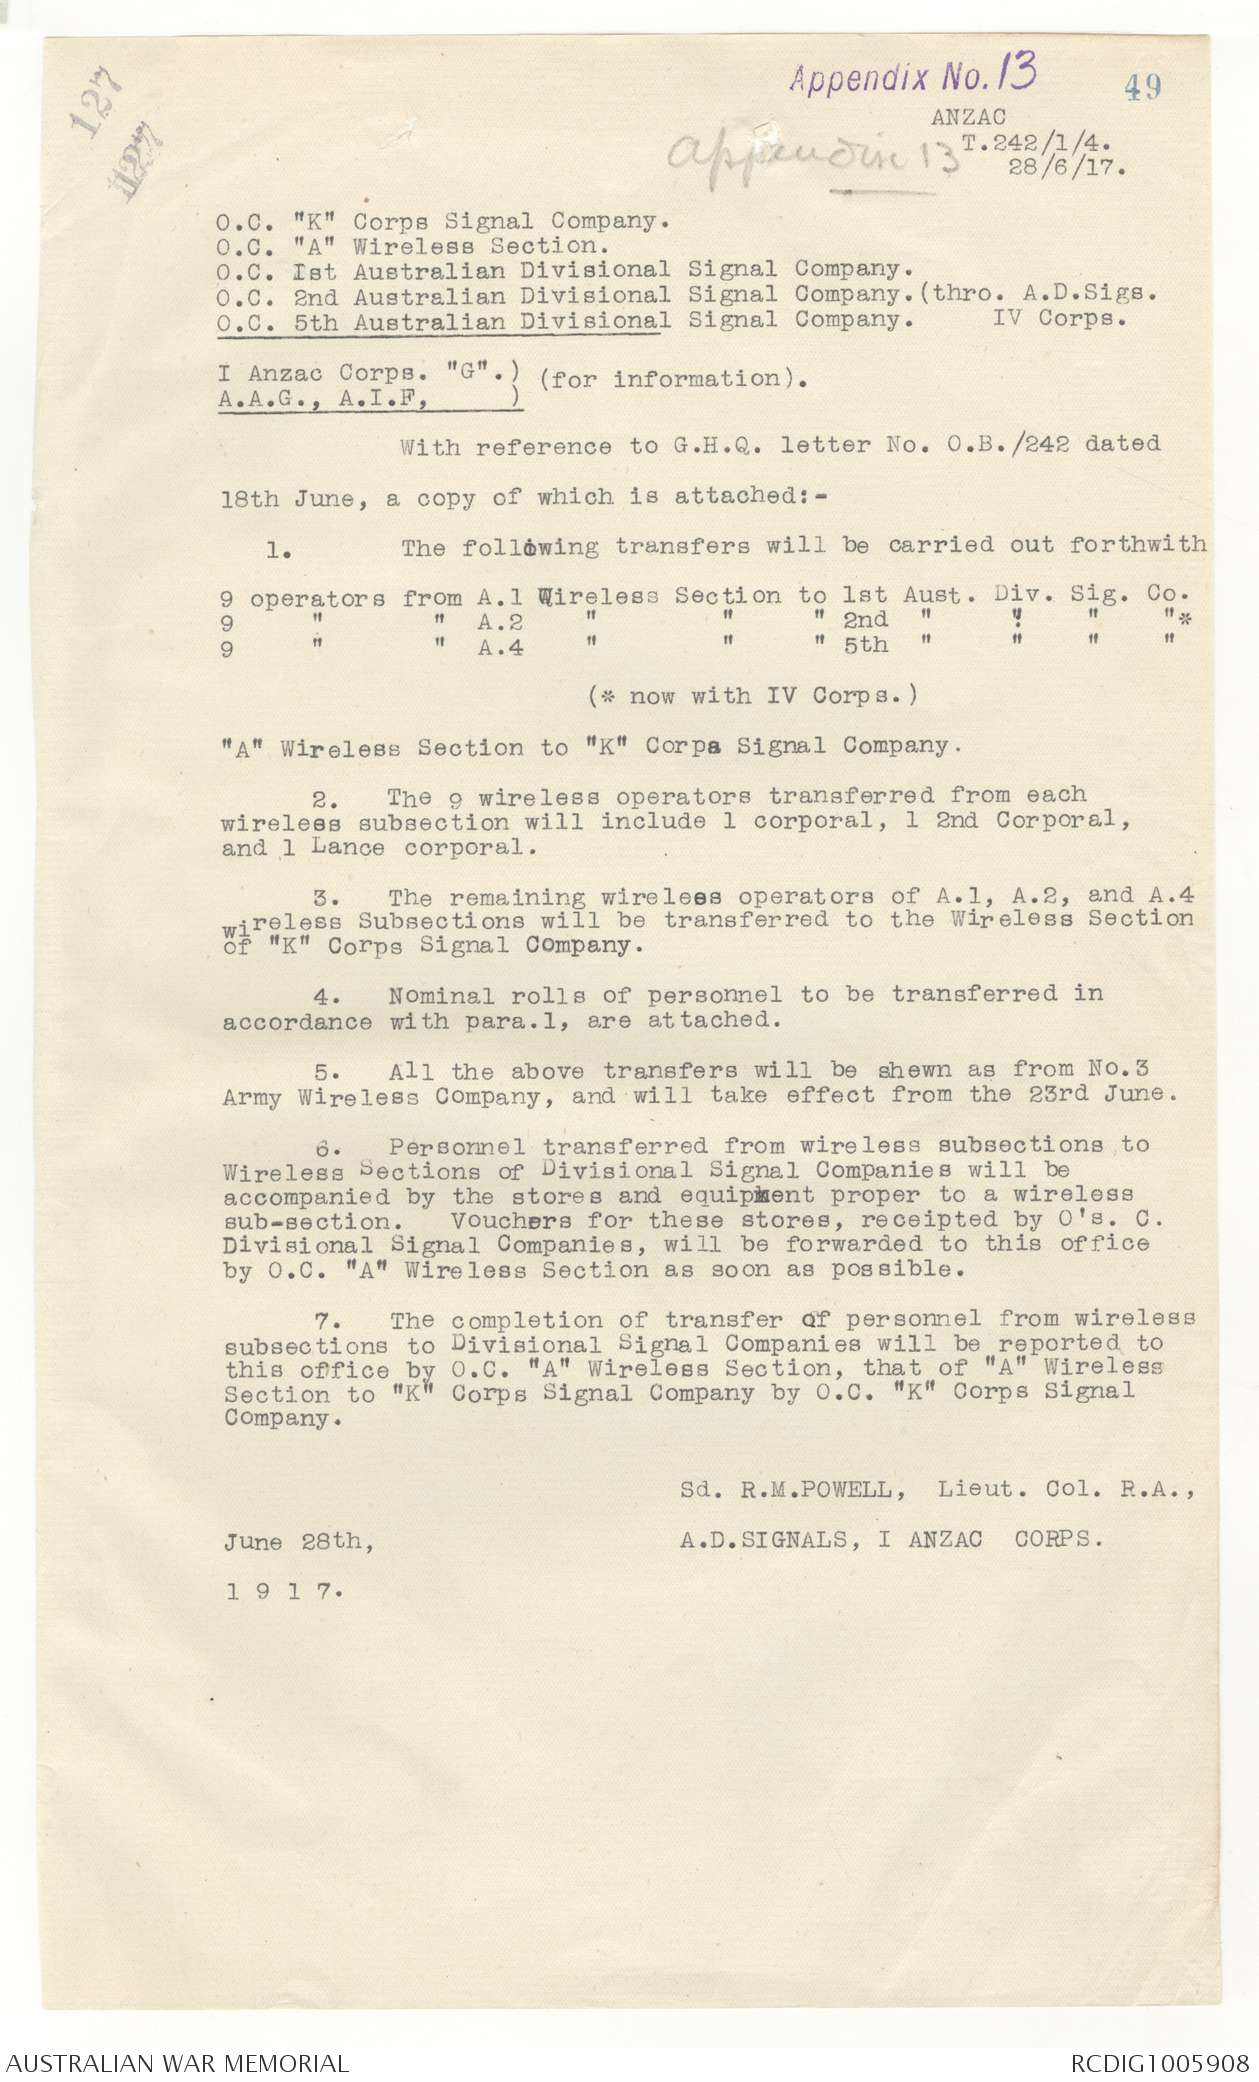 127
127
Appendix No. 13
49
ANZAC
T.242/1/4.
Appendix 13
28/6/17.
O.C. "K" Corps Signal Company.
O.C. "A" Wireless Section.
O.C. 1st Australian Divisional Signal Company.
O.C. 2nd Australian Divisional Signal Company.(thro. A.D.Sigs.
O.C. 5th Australian Divisional Signal Company. IV Corps.
I Anzac Corps. "G".) (for information).
A.A.G., A.I.F, )
With reference to G.H.Q. letter No. O.B./242 dated
18th June, a copy of which is attached:-
1. The following transfers will be carried out forthwith
9 operators from A.1 Wireless Section to 1st Aust. Div. Sig. Co.
9 " " A.2 " " " 2nd " " " "*
9 " " A.4 " " " 5th " " " "
(* now with IV Corps.)
"A" Wireless Section to "K" Corps Signal Company.
2. The 9 wireless operators transferred from each
wireless subsection will include 1 corporal, 1 2nd Corporal,
and 1 Lance corporal.
3. The remaining wireless operators of A.1, A.2, and A.4
wireless Subsections will be transferred to the Wireless Section
of "K" Corps Signal Company.
4. Nominal rolls of personnel to be transferred in
accordance with para.1, are attached.
5. All the above transfers will be shewn as from No.3
Army Wireless Company, and will take effect from the 23rd June.
6. Personnel transferred from wireless subsections to
Wireless Sections of Divisional Signal Companies will be
accompanied by the stores and equipment proper to a wireless
sub-section. Vouchers for these stores, receipted by O's. C.
Divisional Signal Companies, will be forwarded to this office
by O.C. "A" Wireless Section as soon as possible.
7. The completion of transfer of personnel from wireless
subsections to Divisional Signal Companies will be reported to
this office by O.C. "A" Wireless Section, that of "A" Wireless
Section to "K" Corps Signal Company by O.C. "K" Corps Signal
Company.
Sd. R.M.POWELL, Lieut. Col. R.A.,
June 28th, A.D.SIGNALS, I ANZAC CORPS.
1 9 1 7.
AUSTRALIAN WAR MEMORIAL RCDIG1005908